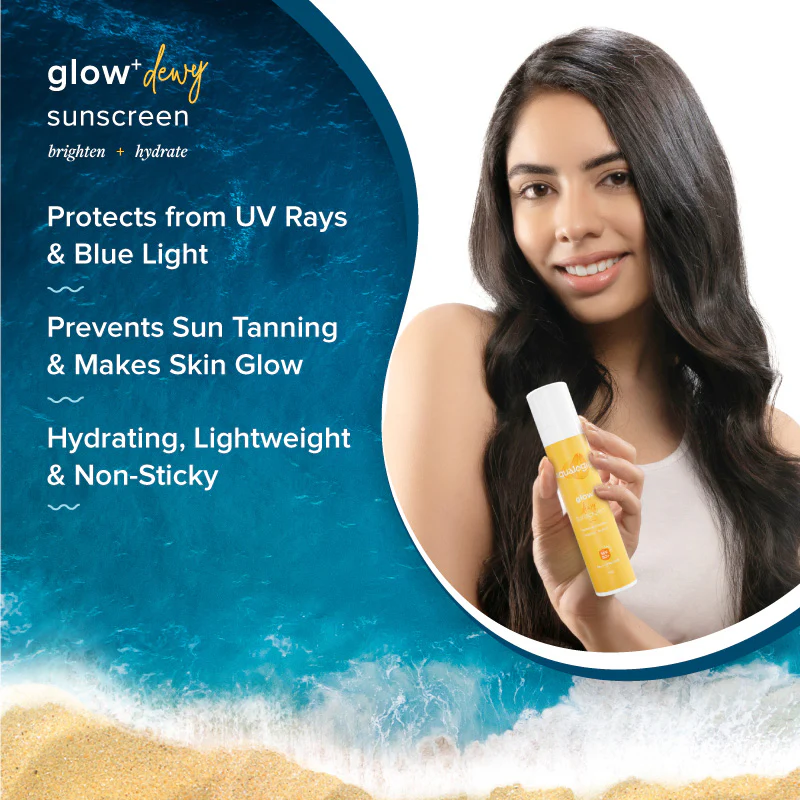 glow+ dewy
sunscreen
brighten + hydrate
Protects from UV Rays
& Blue Light
Prevents Sun Tanning
& Makes Skin Glow
Hydrating, Lightweight
& Non-Sticky
glow+